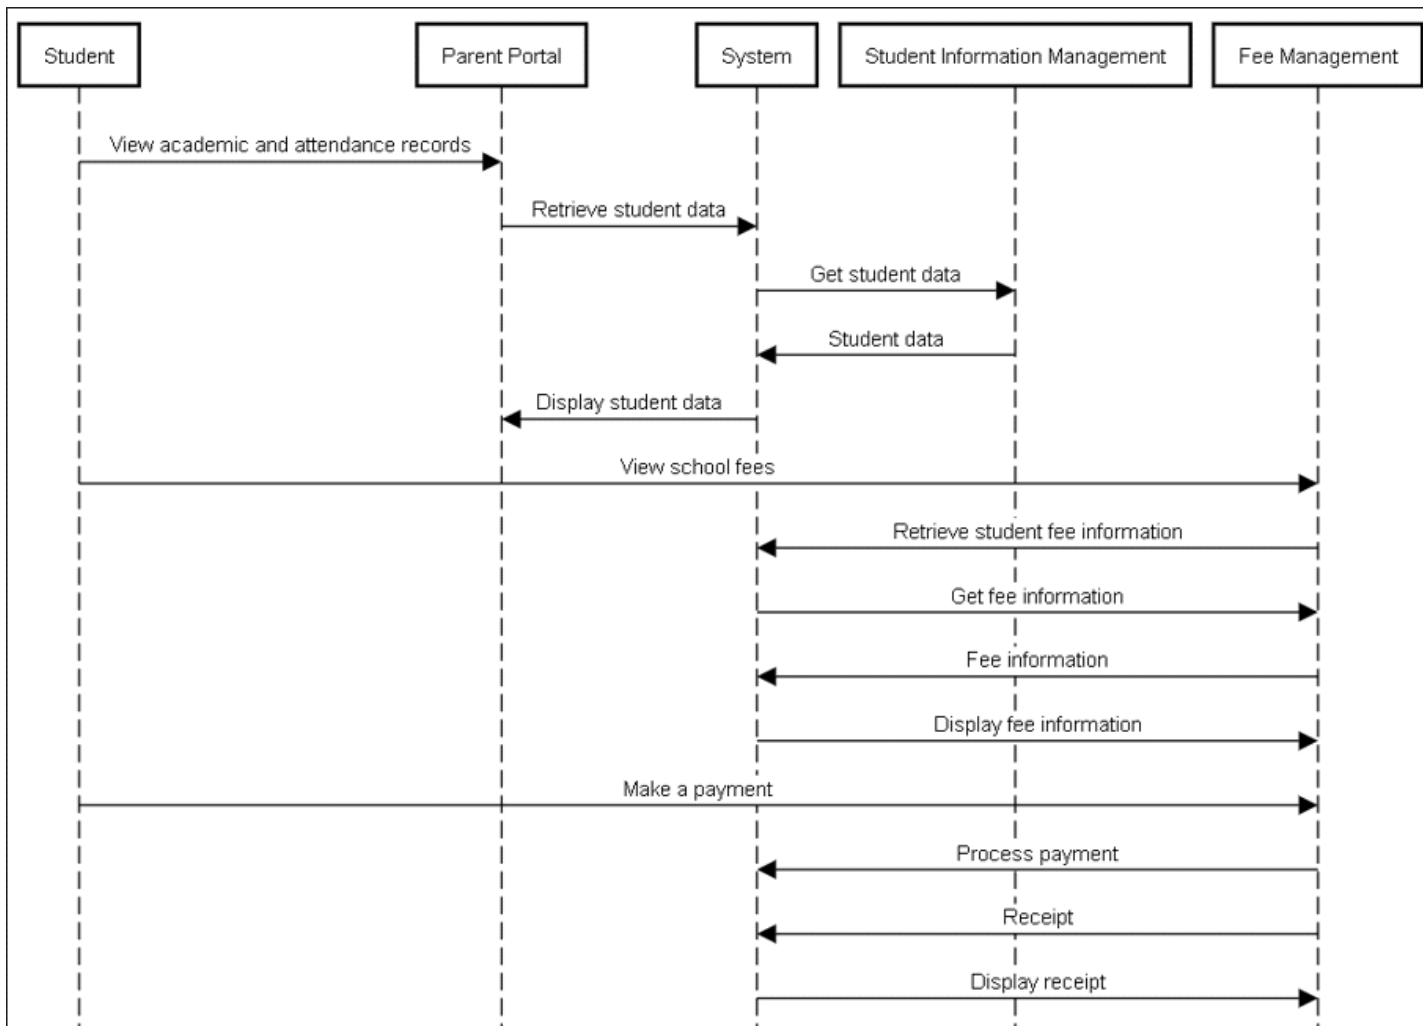 Student
Parent Portal
System
Student Information Management
Fee Management
View academic and attendance records
Retrieve student data
Get student data
Student data
Display student data
View school fees
Retrieve student fee information
Get fee information
Fee information
Display fee information
Make a payment
Process payment
Receipt
Display receipt